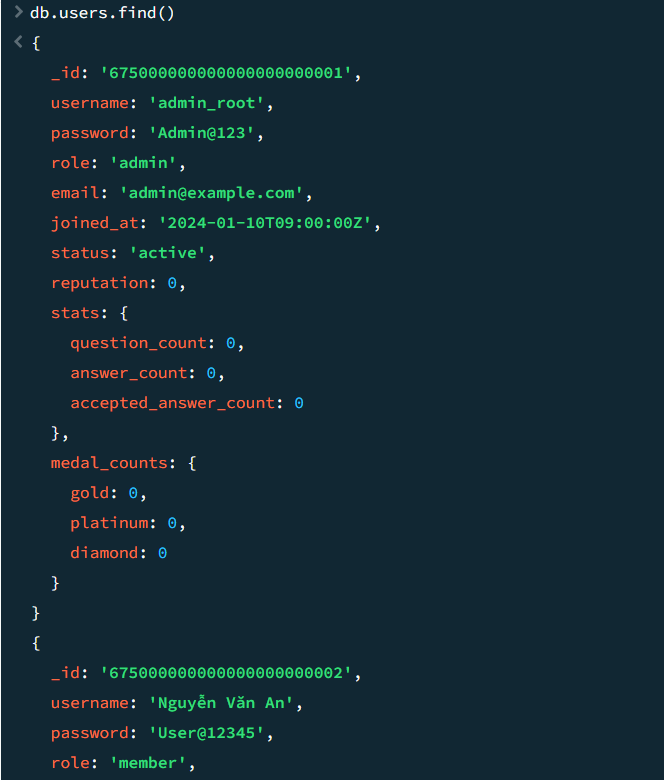 > db.users.find()
< {
_id: '675000000000000000000001',
username: 'admin_root',
password: 'Admin@123',
role: 'admin',
email: 'admin@example.com',
joined_at: '2024-01-10T09:00:00Z',
status: 'active',
reputation: 0,
stats: {
question_count: 0,
answer_count: 0,
accepted_answer_count: 0
},
medal_counts: {
gold: 0,
platinum: 0,
diamond: 0
}
}
{
_id: '675000000000000000000002',
username: 'Nguyễn Văn An',
password: 'User@12345',
role: 'member',